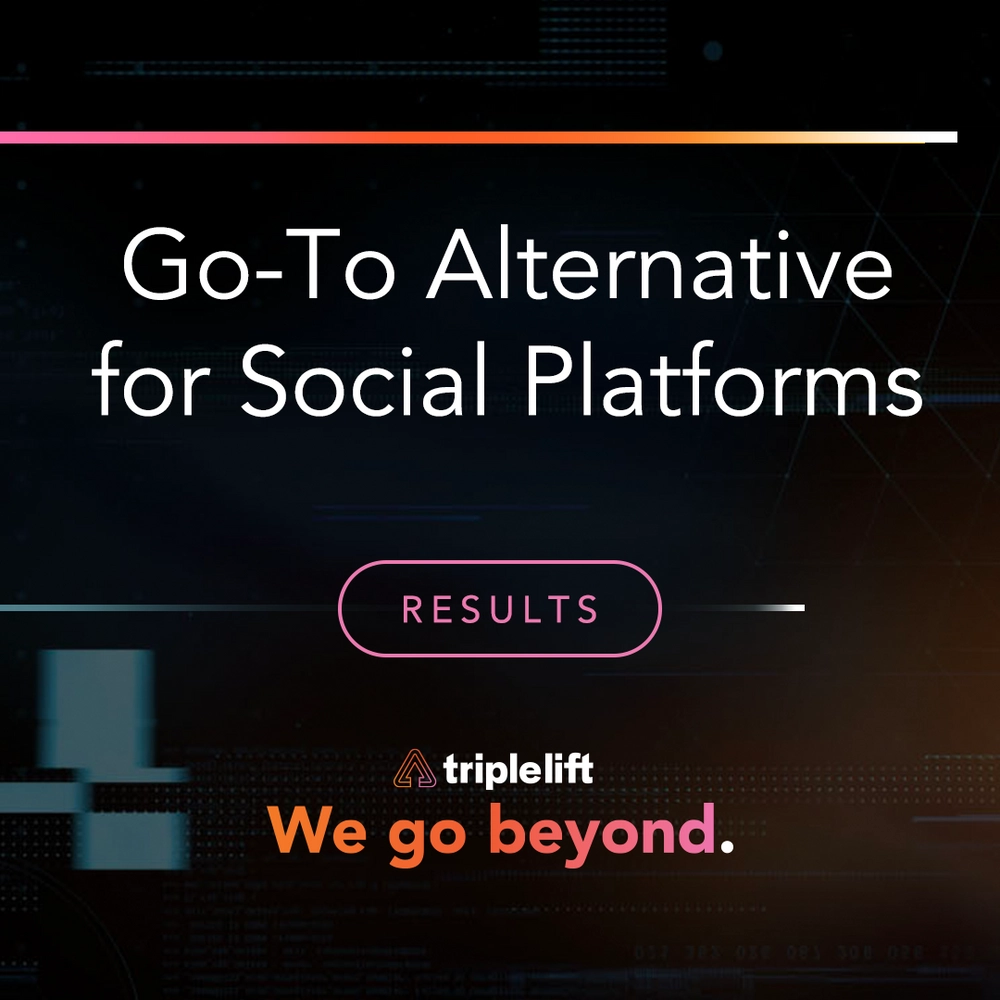 Go-To Alternative
for Social Platforms
RESULTS
triplelift
We go beyond.